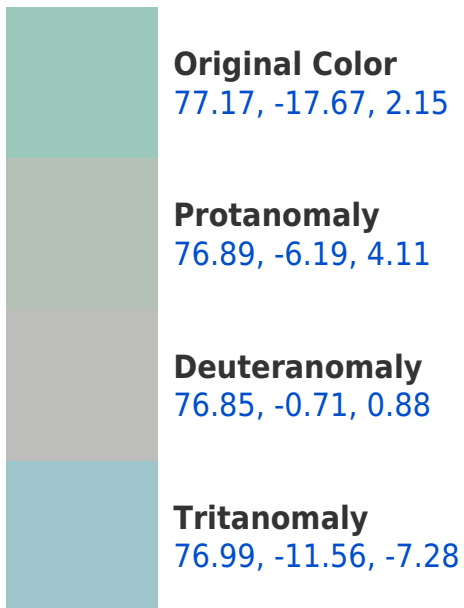 Original Color
77.17, -17.67, 2.15
Protanomaly
76.89, -6.19, 4.11
Deuteranomaly
76.85, -0.71, 0.88
Tritanomaly
76.99, -11.56, -7.28